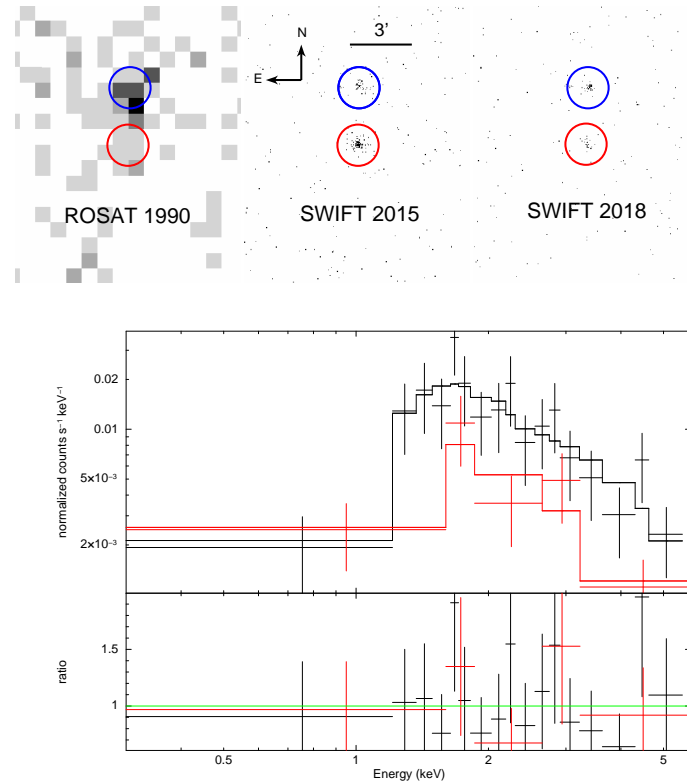 N
3’
E
ROSAT 1990
SWIFT 2015
SWIFT 2018
normalized counts s⁻¹ keV⁻¹
0.02
0.01
5×10⁻³
2×10⁻³
ratio
1.5
1
0.5
1
2
5
Energy (keV)